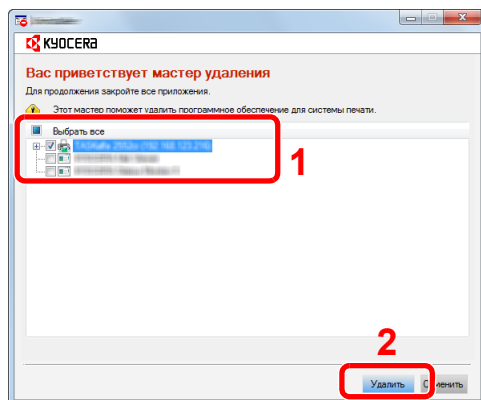 KYOCERA
Вас приветствует мастер удаления
Для продолжения закройте все приложения.
Этот мастер поможет удалить программное обеспечение для системы печати.
Выбрать все
1
2
Удалить